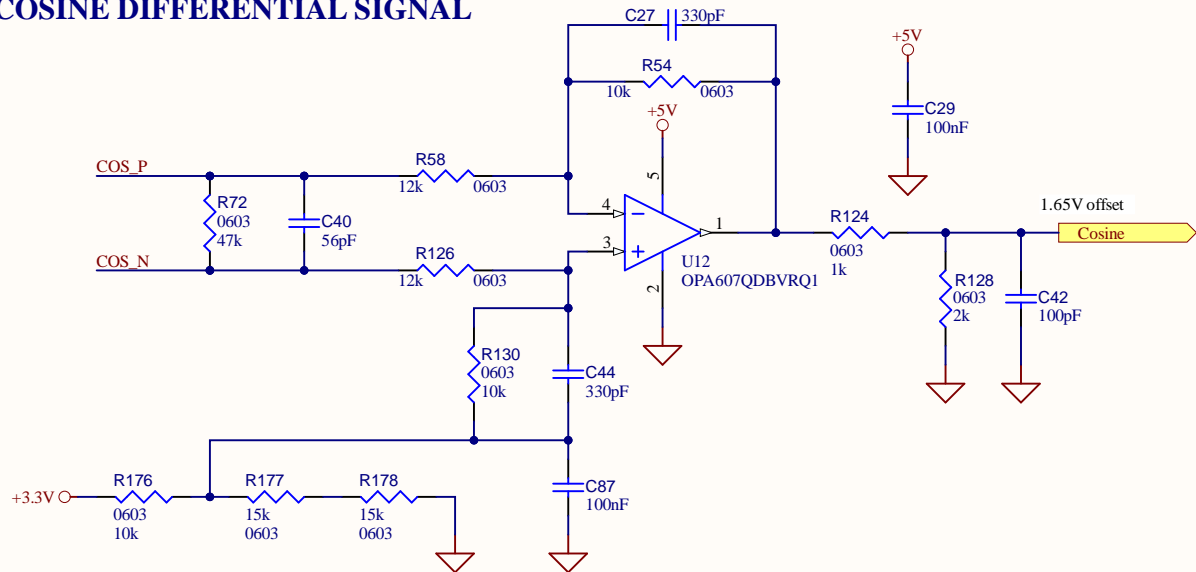 COSINE DIFFERENTIAL SIGNAL
C27 330pF
R54
10k 0603
+5V
+5V
C29
100nF
COS_P
R58
12k 0603
R72
0603
47k
C40
56pF
COS_N
R126
12k 0603
4
3
5
2
1
U12
OPA607QDBVRQ1
R124
0603
1k
1.65V offset
Cosine
R128
0603
2k
C42
100pF
R130
0603
10k
C44
330pF
+3.3V
R176
0603
10k
R177
15k
0603
R178
15k
0603
C87
100nF